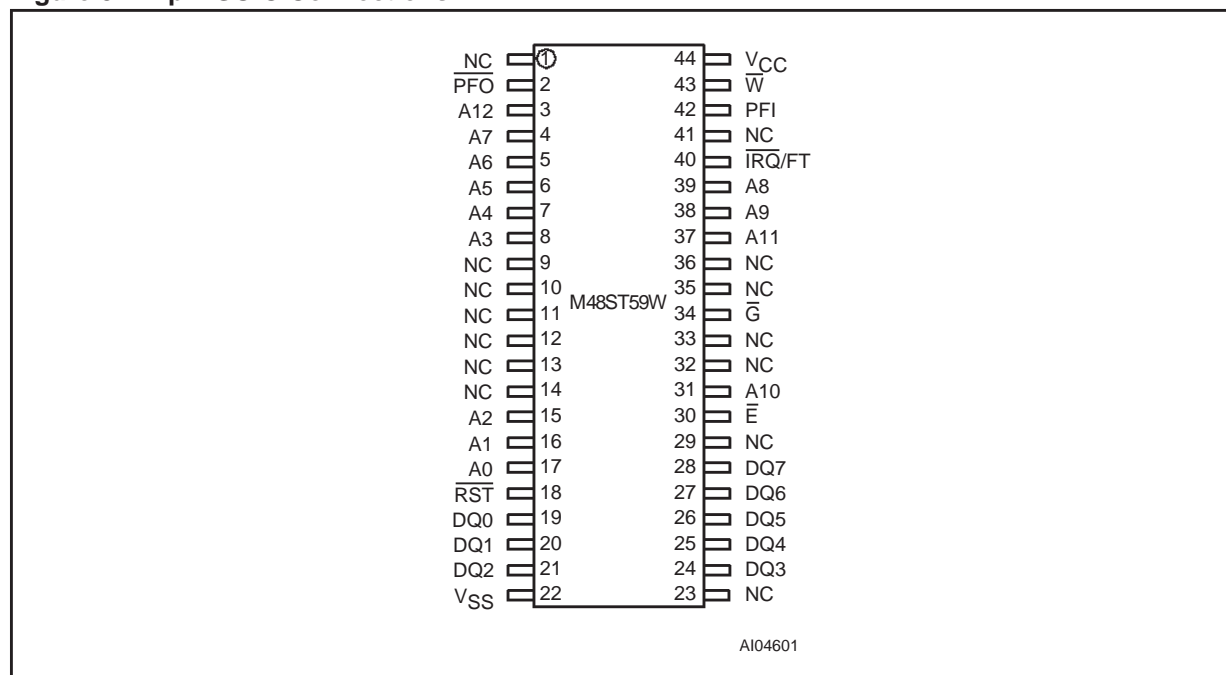 NC 1 44 VCC
P̅F̅O̅ 2 43 W̅
A12 3 42 PFI
A7 4 41 NC
A6 5 40 I̅R̅Q̅/FT
A5 6 39 A8
A4 7 38 A9
A3 8 37 A11
NC 9 36 NC
NC 10 35 NC
M48ST59W
NC 11 34 G̅
NC 12 33 NC
NC 13 32 NC
NC 14 31 A10
A2 15 30 E̅
A1 16 29 NC
A0 17 28 DQ7
R̅S̅T̅ 18 27 DQ6
DQ0 19 26 DQ5
DQ1 20 25 DQ4
DQ2 21 24 DQ3
VSS 22 23 NC
AI04601